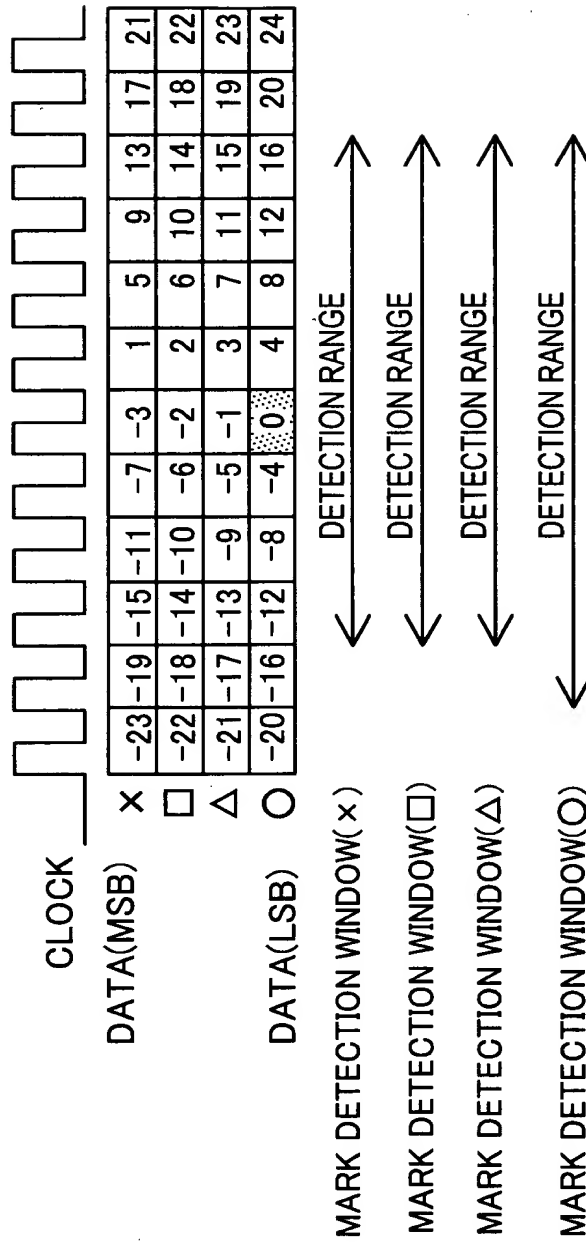 CLOCK
DATA(MSB) × -23 -19 -15 -11 -7 -3 1 5 9 13 17 21
□ -22 -18 -14 -10 -6 -2 2 6 10 14 18 22
△ -21 -17 -13 -9 -5 -1 3 7 11 15 19 23
DATA(LSB) ○ -20 -16 -12 -8 -4 0 4 8 12 16 20 24
MARK DETECTION WINDOW(×) DETECTION RANGE
MARK DETECTION WINDOW(□) DETECTION RANGE
MARK DETECTION WINDOW(△) DETECTION RANGE
MARK DETECTION WINDOW(○) DETECTION RANGE